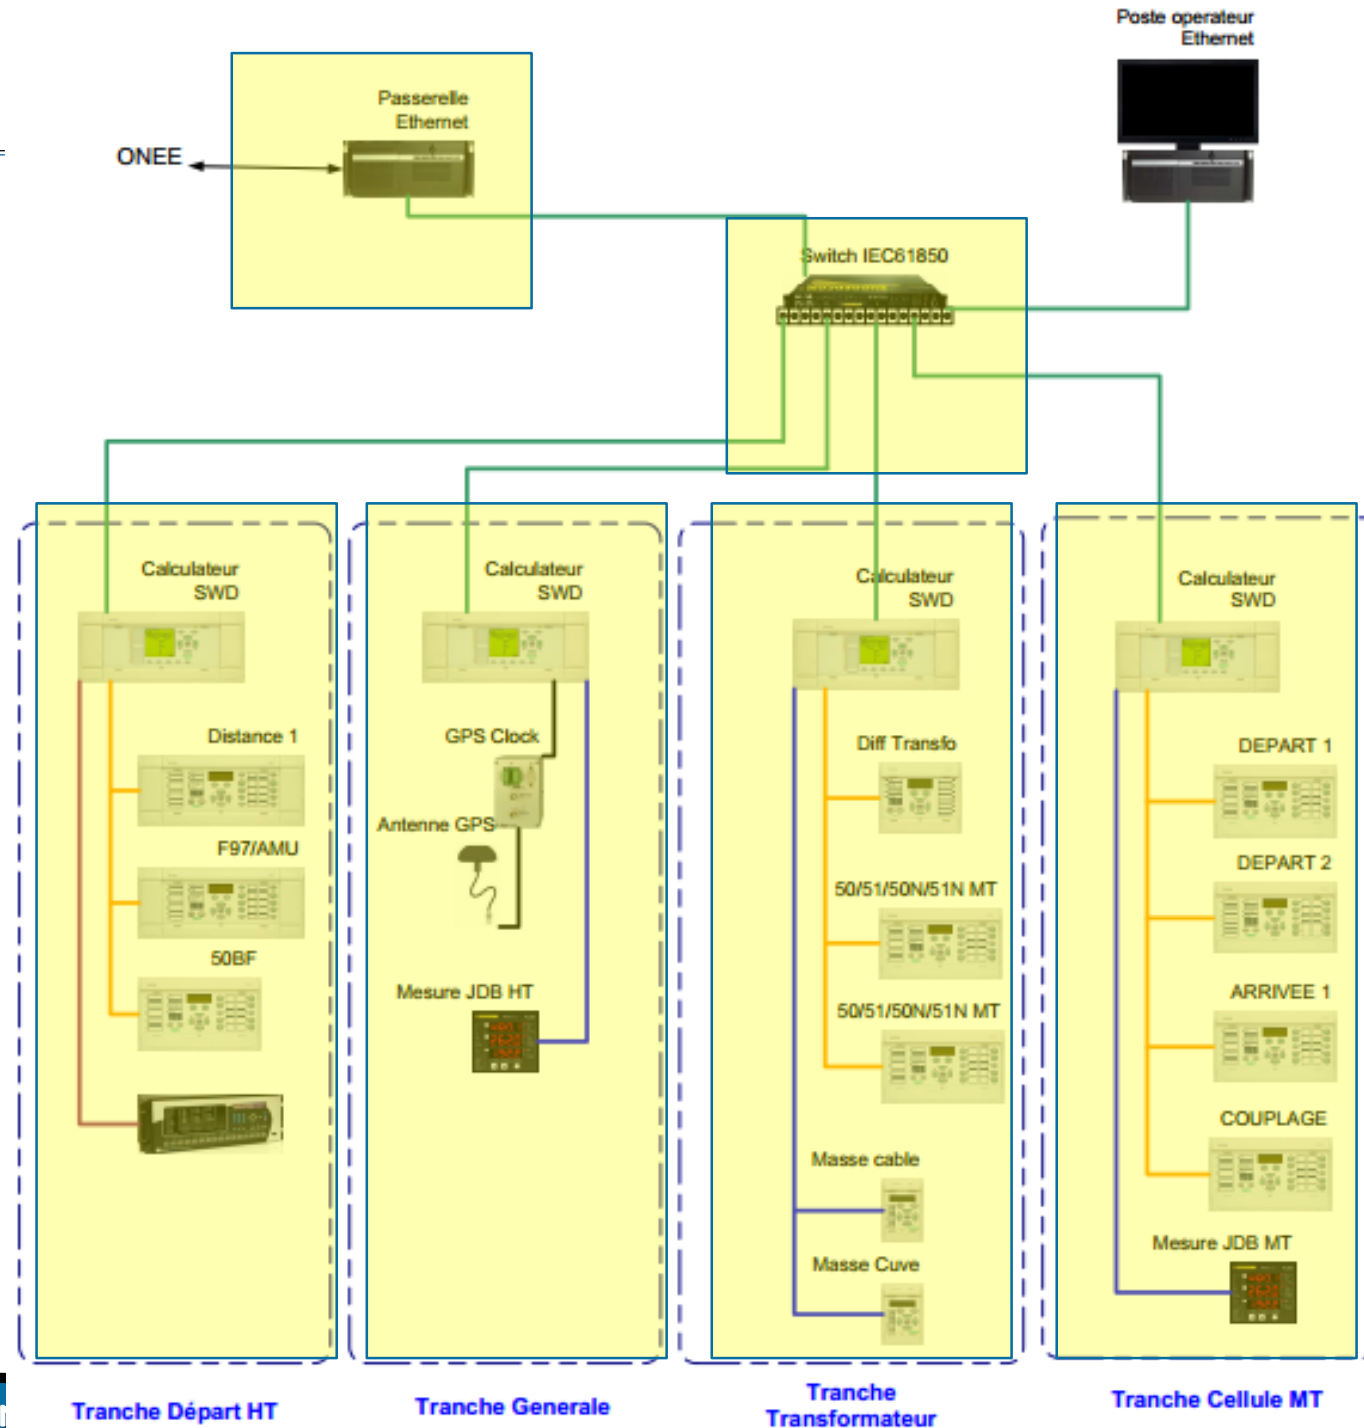 Poste operateur
Ethernet
Passerelle
Ethernet
ONEE
Switch IEC61850
Calculateur
SWD
Distance 1
F97/AMU
50BF
Tranche Départ HT
Calculateur
SWD
GPS Clock
Antenne GPS
Mesure JDB HT
Tranche Generale
Calculateur
SWD
Diff Transfo
50/51/50N/51N MT
50/51/50N/51N MT
Masse cable
Masse Cuve
Tranche
Transformateur
Calculateur
SWD
DEPART 1
DEPART 2
ARRIVEE 1
COUPLAGE
Mesure JDB MT
Tranche Cellule MT